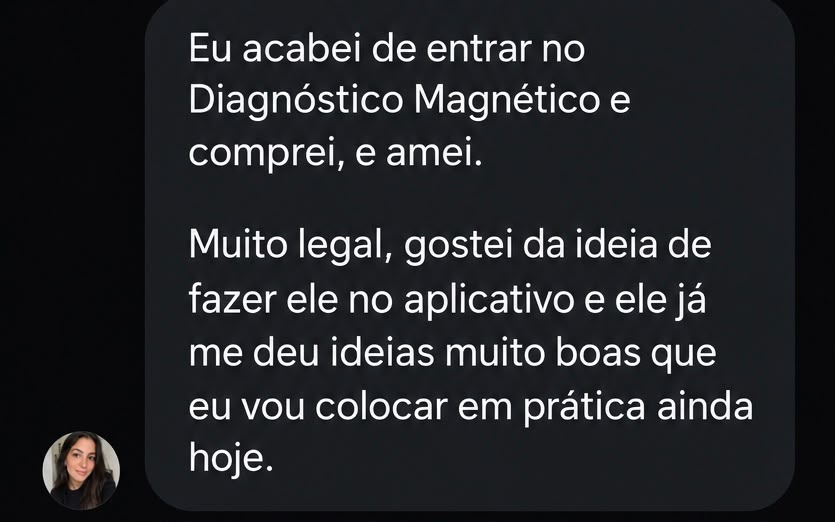 Eu acabei de entrar no
Diagnóstico Magnético e
comprei, e amei.
Muito legal, gostei da ideia de
fazer ele no aplicativo e ele já
me deu ideias muito boas que
eu vou colocar em prática ainda
hoje.